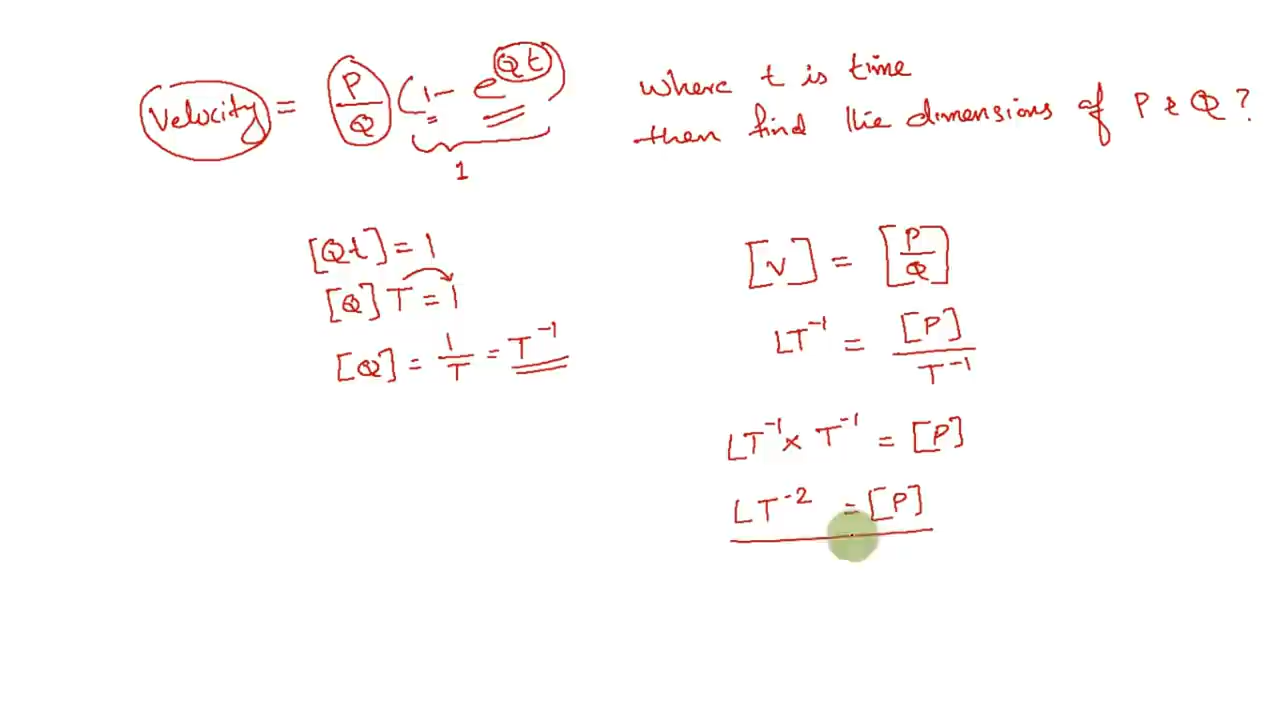 Velocity = P/Q (1 - e^Qt) where t is time
then find the dimensions of P & Q ?
1
[Qt] = 1
[Q] T = 1
[Q] = 1/T = T^-1
[V] = [P/Q]
LT^-1 = [P]/T^-1
LT^-1 × T^-1 = [P]
LT^-2 = [P]